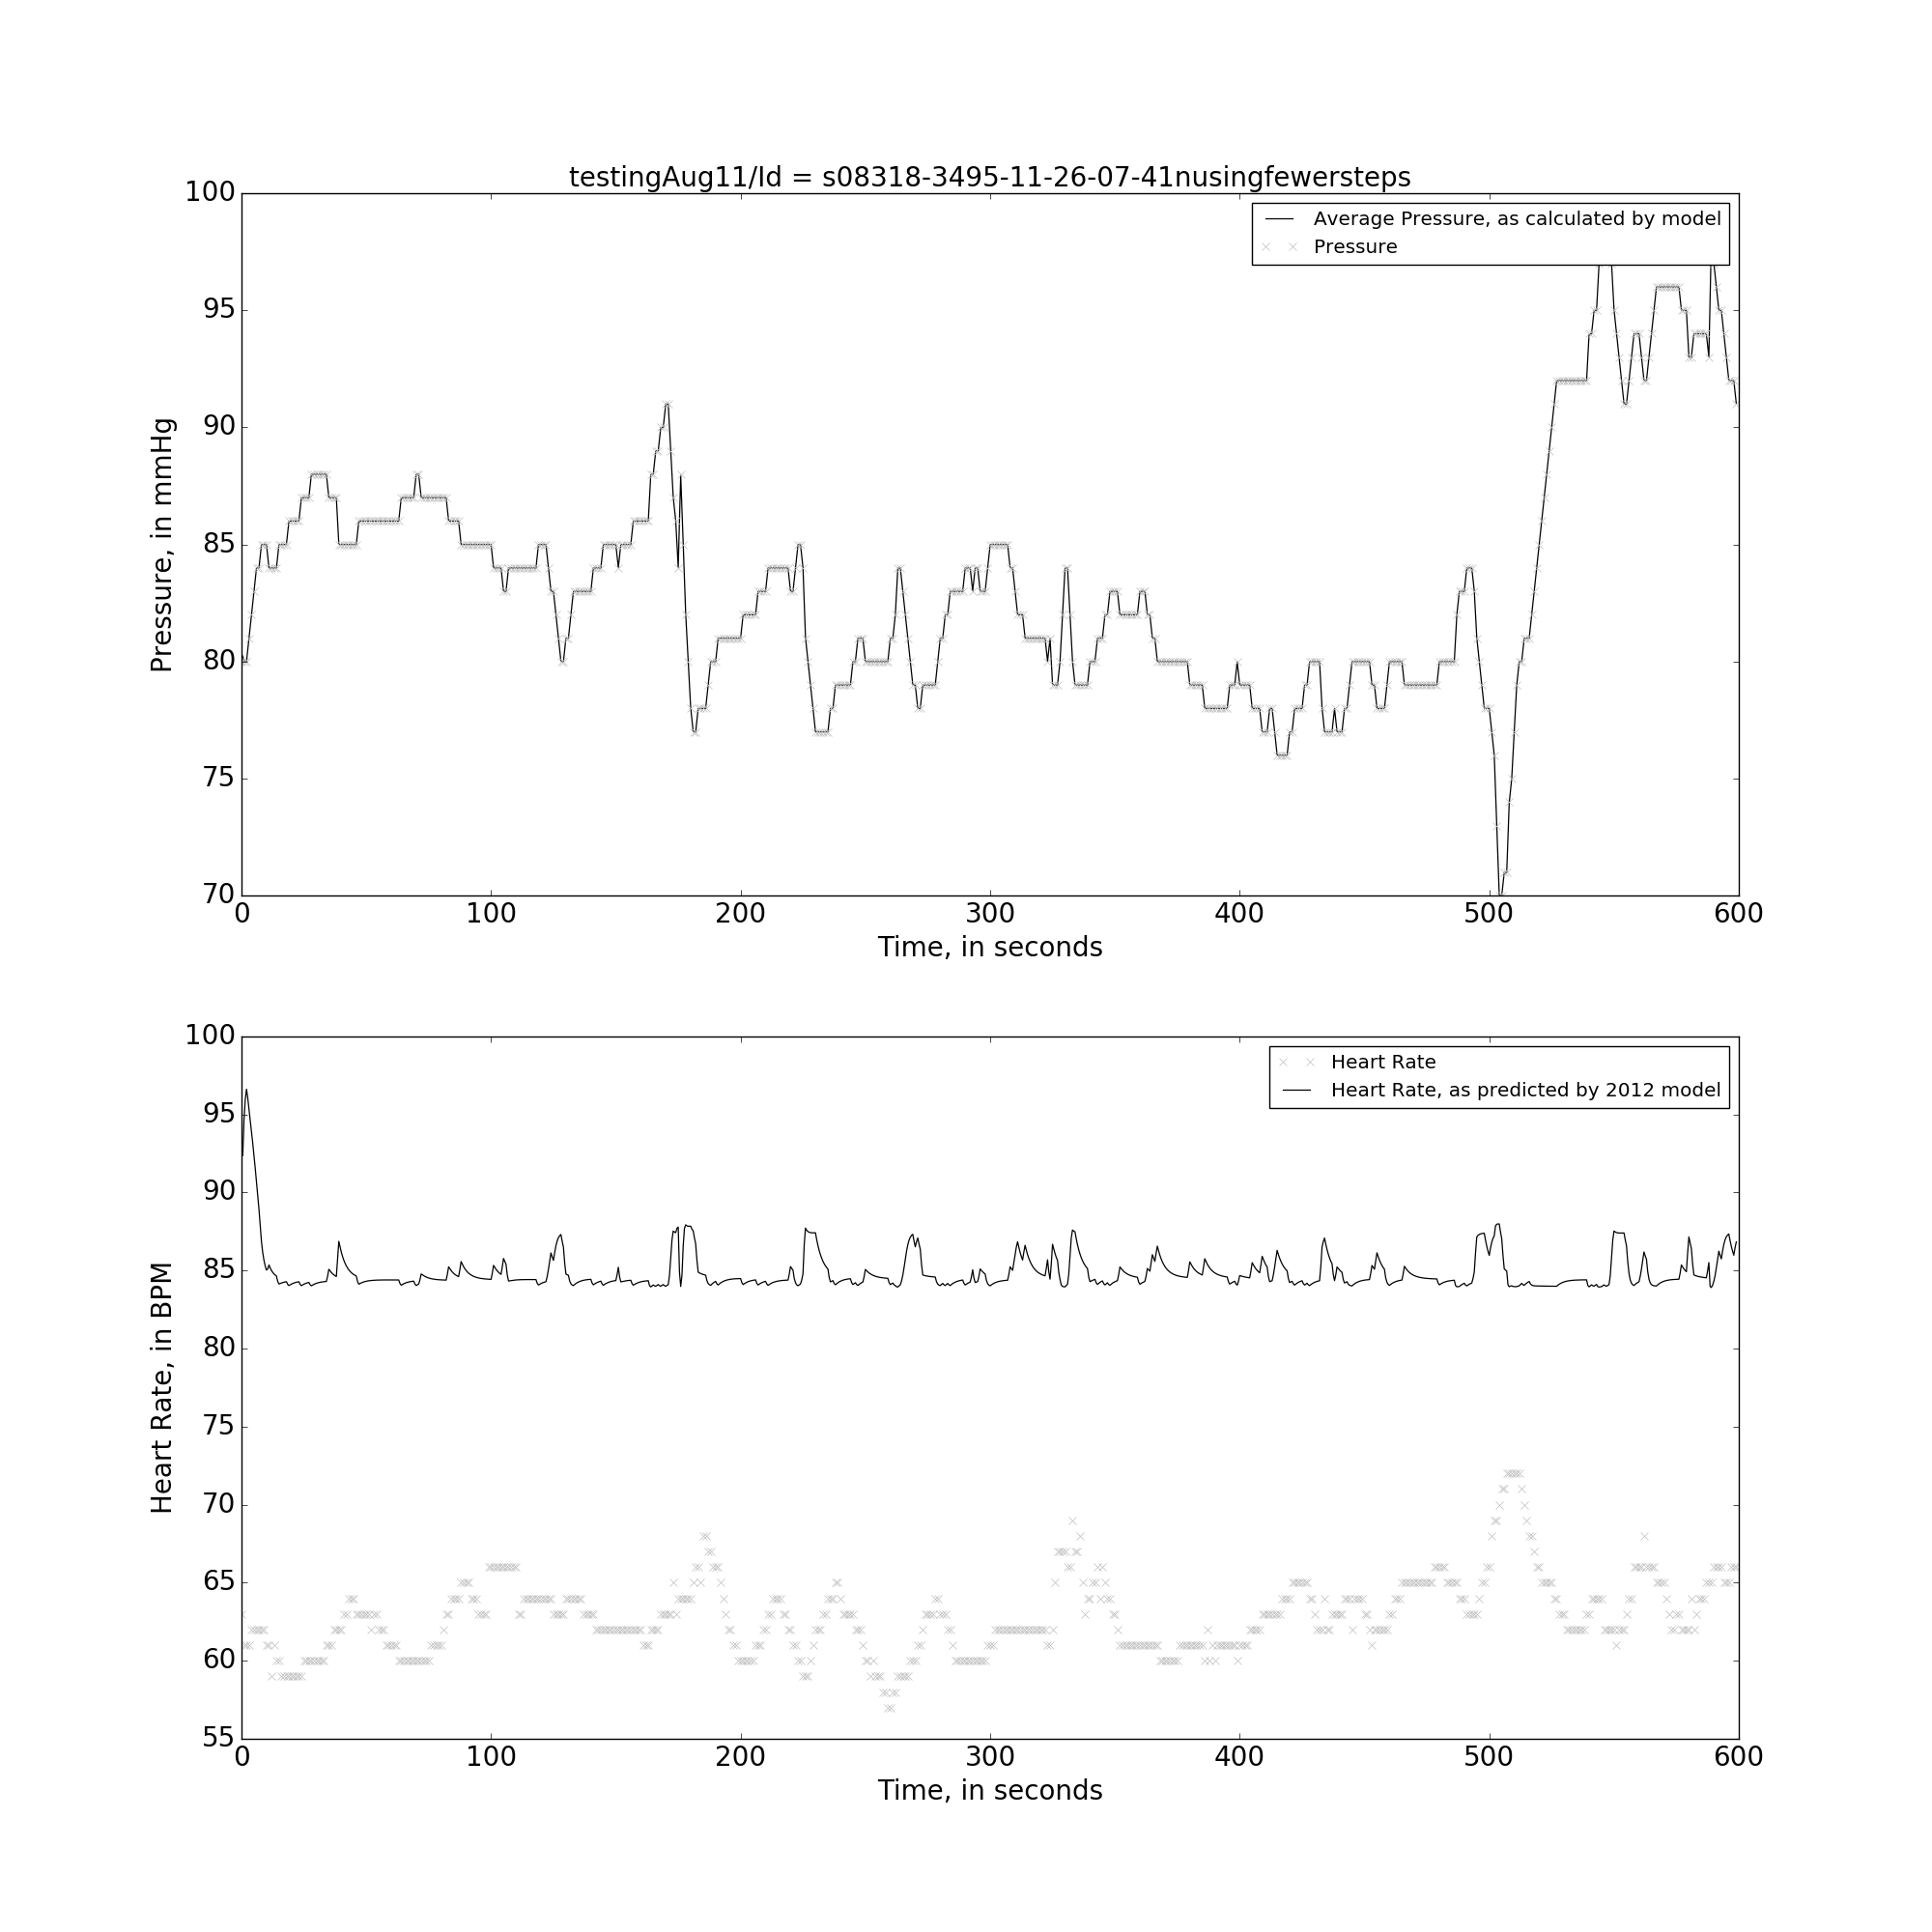 testingAug11/Id = s08318-3495-11-26-07-41nusingfewersteps
100
95
90
85
80
75
70
Pressure, in mmHg
Average Pressure, as calculated by model
Pressure
0 100 200 300 400 500 600
Time, in seconds
100
95
90
85
80
75
70
65
60
55
Heart Rate, in BPM
Heart Rate
Heart Rate, as predicted by 2012 model
0 100 200 300 400 500 600
Time, in seconds